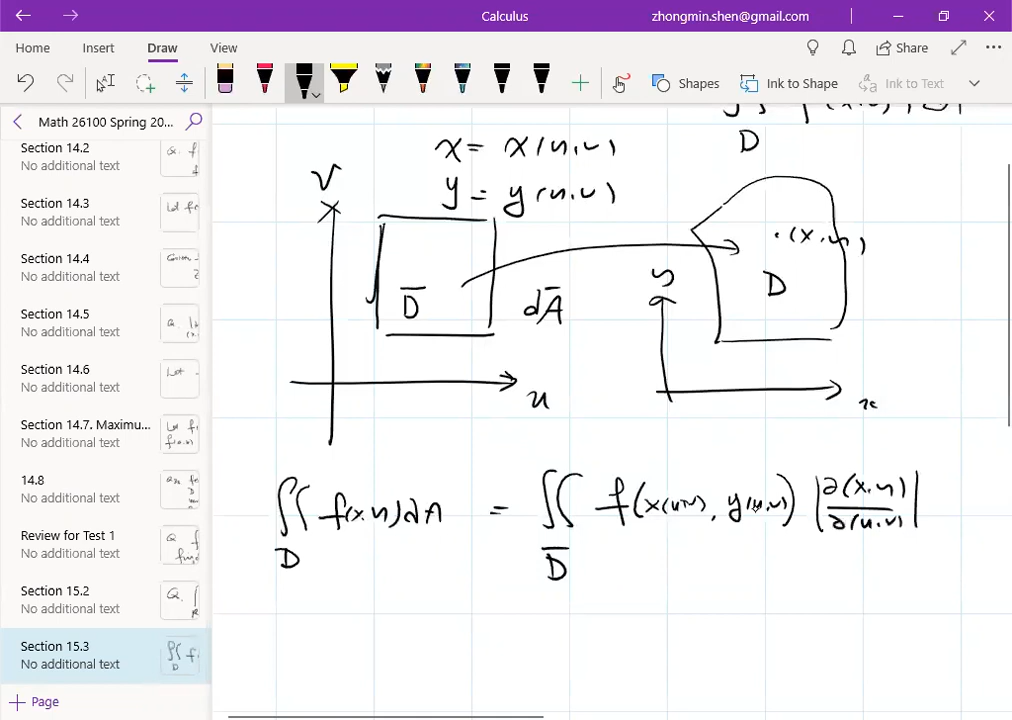 Calculus
zhongmin.shen@gmail.com
Home
Insert
Draw
View
Share
Shapes
Ink to Shape
Ink to Text
Math 26100 Spring 20...
Section 14.2
No additional text
Section 14.3
No additional text
Section 14.4
No additional text
Section 14.5
No additional text
Section 14.6
No additional text
Section 14.7. Maximu...
No additional text
14.8
No additional text
Review for Test 1
No additional text
Section 15.2
No additional text
Section 15.3
No additional text
Page
D
x = x(u,v)
y = y(u,v)
V
D̅
dA̅
u
y
·(x,y)
D
x
∬_D f(x,y)dA = ∬_D̅ f(x(u,v), y(u,v)) |∂(x,y)/∂(u,v)|